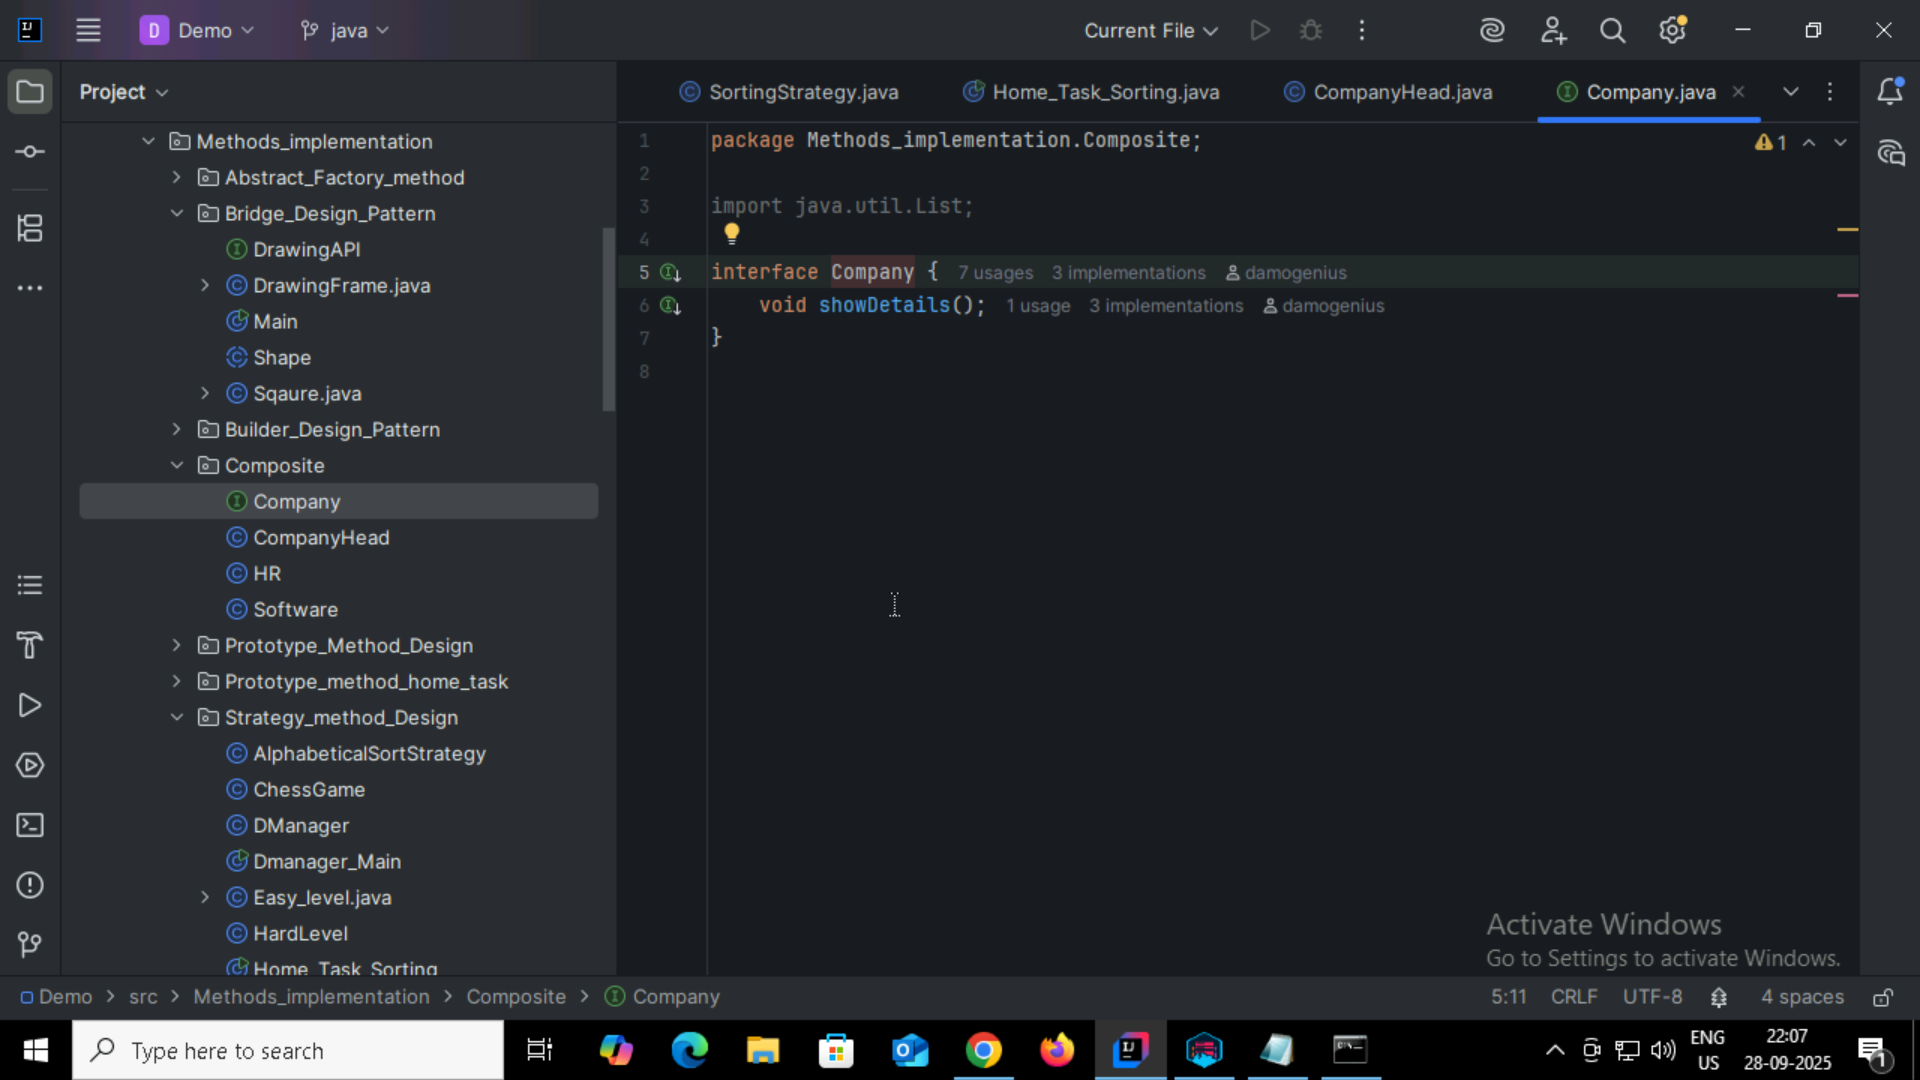 IJ
D Demo
java
Current File
Project
SortingStrategy.java
Home_Task_Sorting.java
CompanyHead.java
Company.java
Methods_implementation
Abstract_Factory_method
Bridge_Design_Pattern
DrawingAPI
DrawingFrame.java
Main
Shape
Sqaure.java
Builder_Design_Pattern
Composite
Company
CompanyHead
HR
Software
Prototype_Method_Design
Prototype_method_home_task
Strategy_method_Design
AlphabeticalSortStrategy
ChessGame
DManager
Dmanager_Main
Easy_level.java
HardLevel
Home_Task_Sorting
1 package Methods_implementation.Composite;
1
2
3 import java.util.List;
4
5 interface Company { 7 usages 3 implementations damogenius
6 void showDetails(); 1 usage 3 implementations damogenius
7 }
8
Activate Windows
Go to Settings to activate Windows.
Demo > src > Methods_implementation > Composite > Company
5:11 CRLF UTF-8 4 spaces
Type here to search
ENG
US
22:07
28-09-2025
1